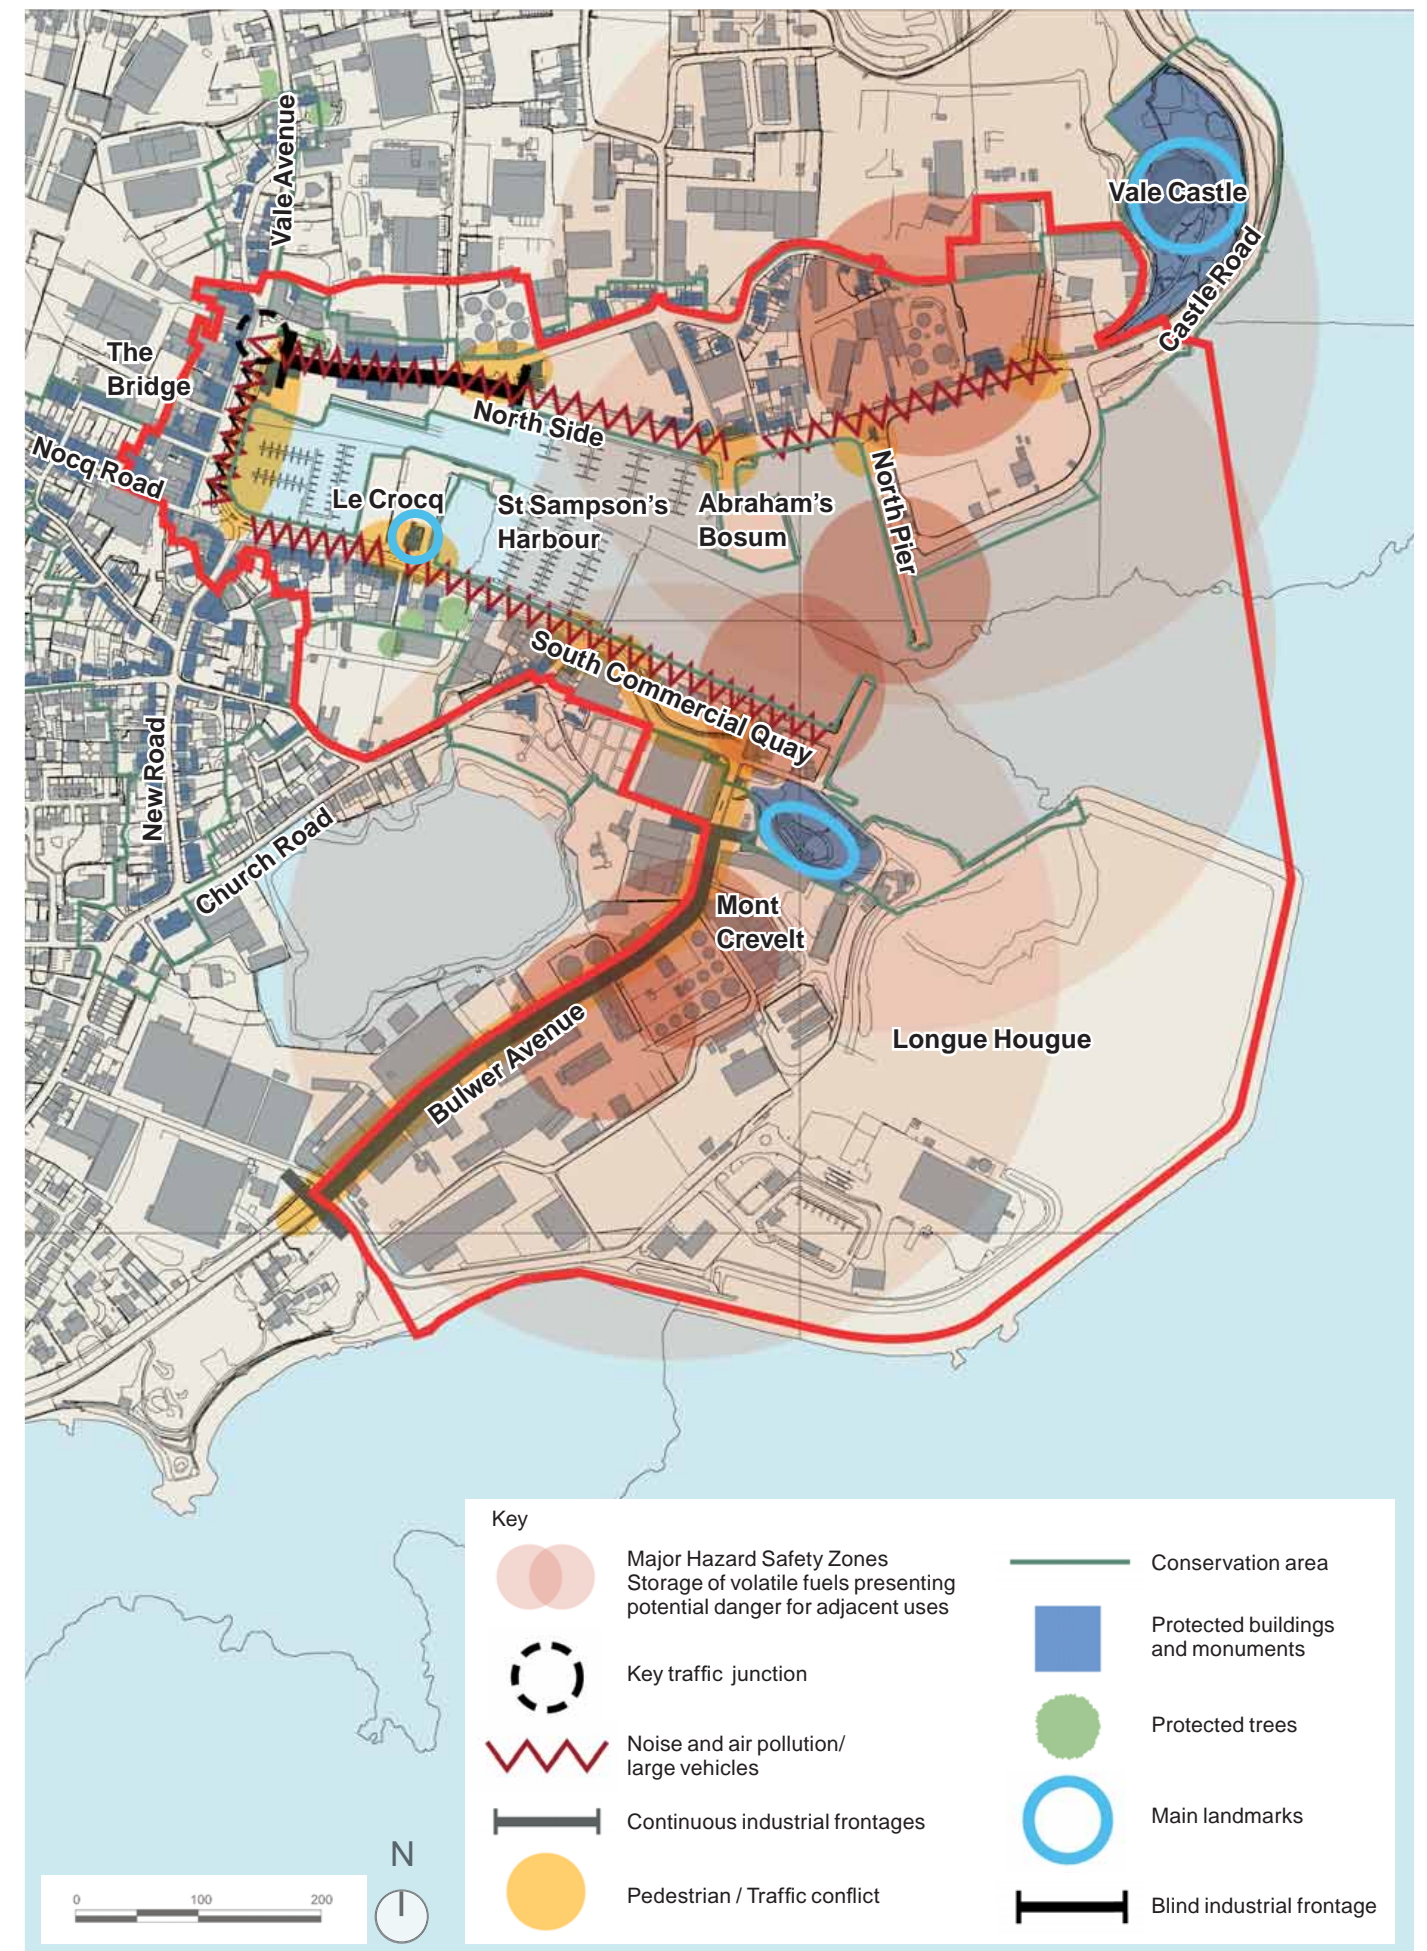 Vale Avenue
Vale Castle
Castle Road
The
Bridge
Nocq Road
North Side
Le Crocq
St Sampson's
Harbour
Abraham's
Bosum
North Pier
South Commercial Quay
New Road
Church Road
Mont
Crevelt
Bulwer Avenue
Longue Hougue
Key
Major Hazard Safety Zones
Storage of volatile fuels presenting
potential danger for adjacent uses
Key traffic junction
Noise and air pollution/
large vehicles
Continuous industrial frontages
Pedestrian / Traffic conflict
Conservation area
Protected buildings
and monuments
Protected trees
Main landmarks
Blind industrial frontage
N
0 100 200